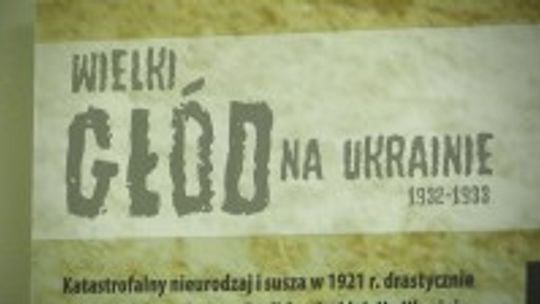 WIELKI
GŁÓD NA UKRAINIE
1932-1933
Katastrofalny nieurodzaj i susza w 1921 r. drastycznie